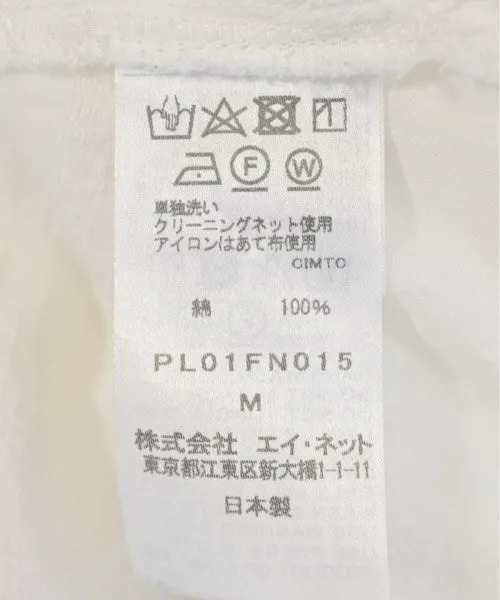 F W
単独洗い
クリーニングネット使用
アイロンはあて布使用
CIMTO
綿 100%
PL01FN015
M
株式会社 エイ・ネット
東京都江東区新大橋1-1-11
日本製